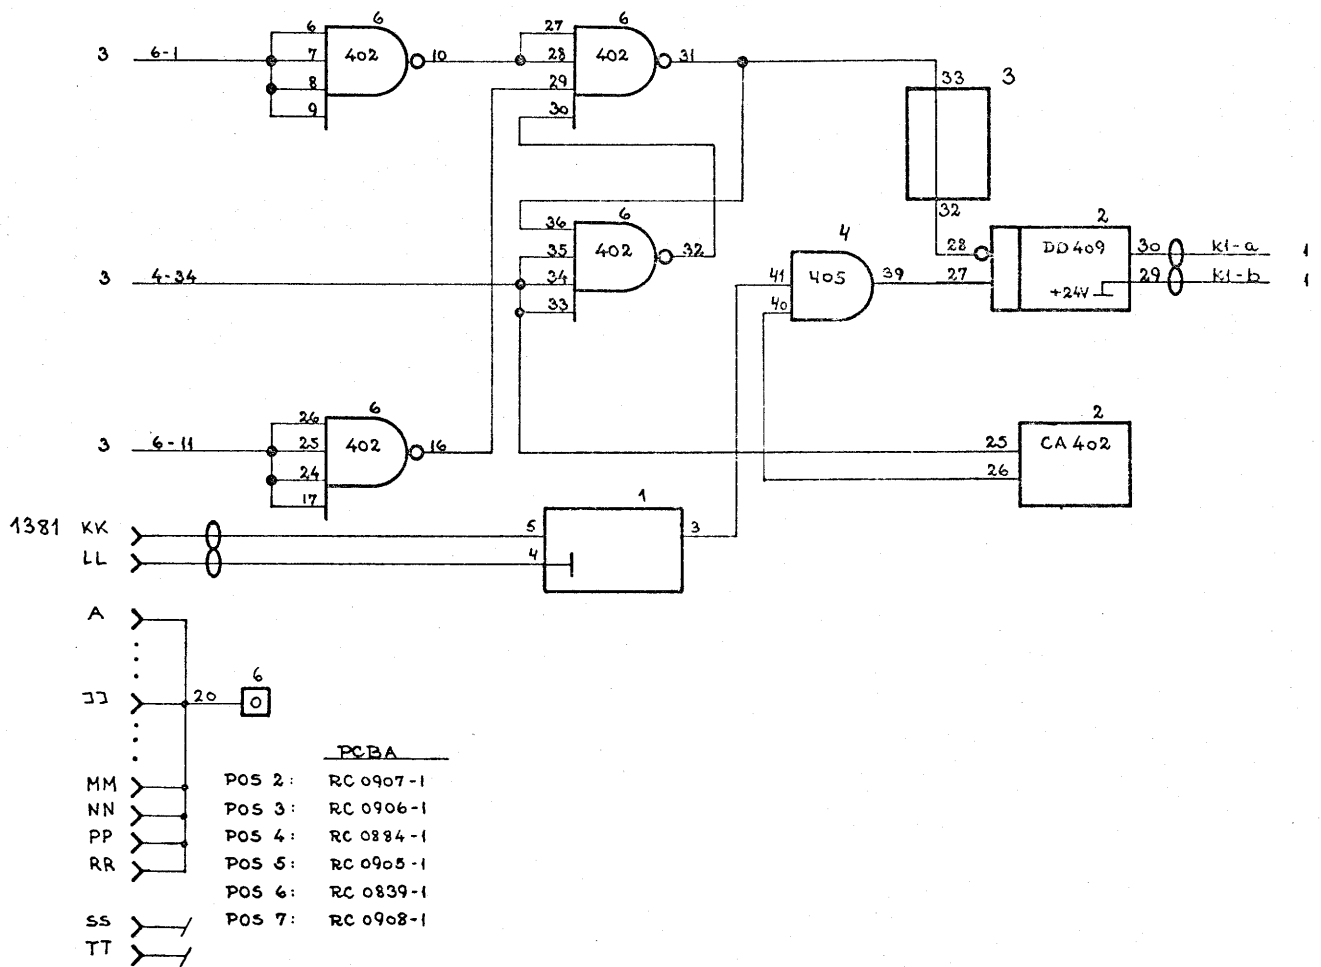 6 6
3 6-1 6 7 8 9 402 10 27 28 29 30 402 31
33 3
32
6
36 35 34 33 402 32
3 4-34
4
41 40 405 39
2
28 27 DD409 +24V 30 29 k1-a 1
k1-b 1
6
3 6-11 26 25 24 17 402 16
2
25 26 CA402
1
1381 KK 5 3
LL 4
A
6
JJ 20
PCBA
MM POS 2: RC 0907-1
NN POS 3: RC 0906-1
PP POS 4: RC 0884-1
RR POS 5: RC 0905-1
POS 6: RC 0839-1
SS POS 7: RC 0908-1
TT